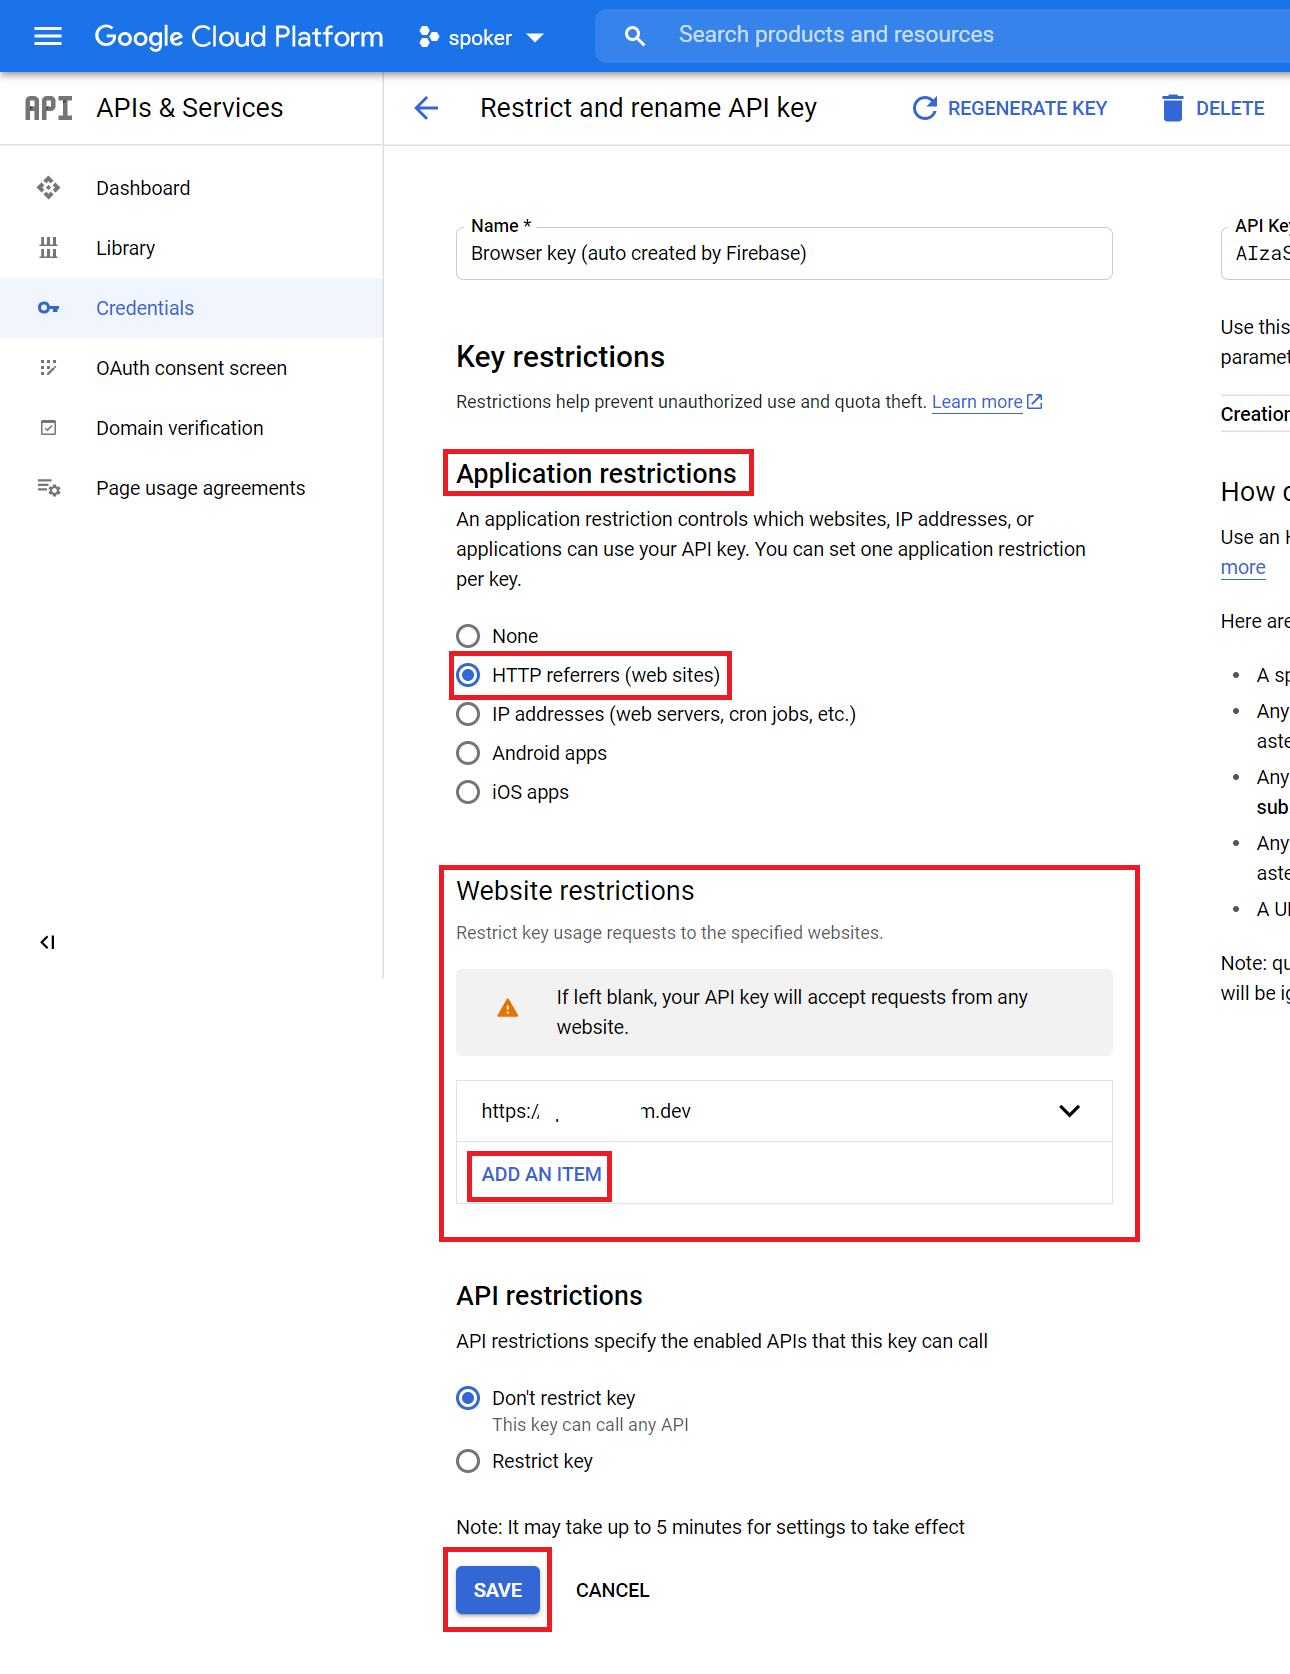 Google Cloud Platform
spoker
Search products and resources
API
APIs & Services
Restrict and rename API key
REGENERATE KEY
DELETE
Dashboard
Library
Credentials
OAuth consent screen
Domain verification
Page usage agreements
Name *
Browser key (auto created by Firebase)
Key restrictions
Restrictions help prevent unauthorized use and quota theft. Learn more
Application restrictions
An application restriction controls which websites, IP addresses, or
applications can use your API key. You can set one application restriction
per key.
None
HTTP referrers (web sites)
IP addresses (web servers, cron jobs, etc.)
Android apps
iOS apps
Website restrictions
Restrict key usage requests to the specified websites.
If left blank, your API key will accept requests from any
website.
https:/ m.dev
ADD AN ITEM
API restrictions
API restrictions specify the enabled APIs that this key can call
Don't restrict key
This key can call any API
Restrict key
Note: It may take up to 5 minutes for settings to take effect
SAVE
CANCEL
API Key
AIzaS
Use this
paramet
Creation
How
Use an
more
Here are
A sp
Any
aste
Any
sub
Any
aste
A
Note: qu
will be